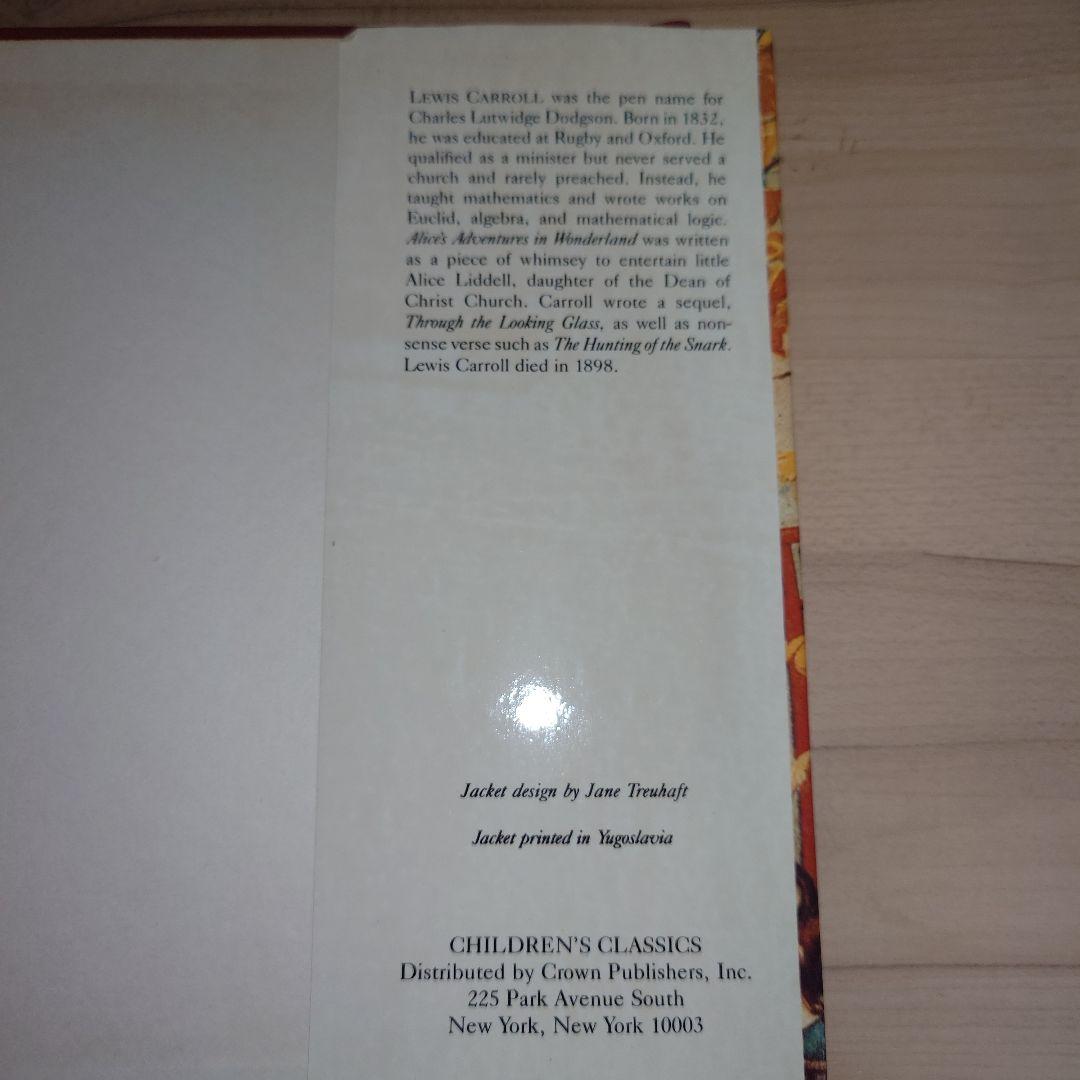 LEWIS CARROLL was the pen name for
Charles Lutwidge Dodgson. Born in 1832,
he was educated at Rugby and Oxford. He
qualified as a minister but never served a
church and rarely preached. Instead, he
taught mathematics and wrote works on
Euclid, algebra, and mathematical logic.
Alice's Adventures in Wonderland was written
as a piece of whimsey to entertain little
Alice Liddell, daughter of the Dean of
Christ Church. Carroll wrote a sequel,
Through the Looking Glass, as well as non-
sense verse such as The Hunting of the Snark.
Lewis Carroll died in 1898.
Jacket design by Jane Treuhaft
Jacket printed in Yugoslavia
CHILDREN'S CLASSICS
Distributed by Crown Publishers, Inc.
225 Park Avenue South
New York, New York 10003